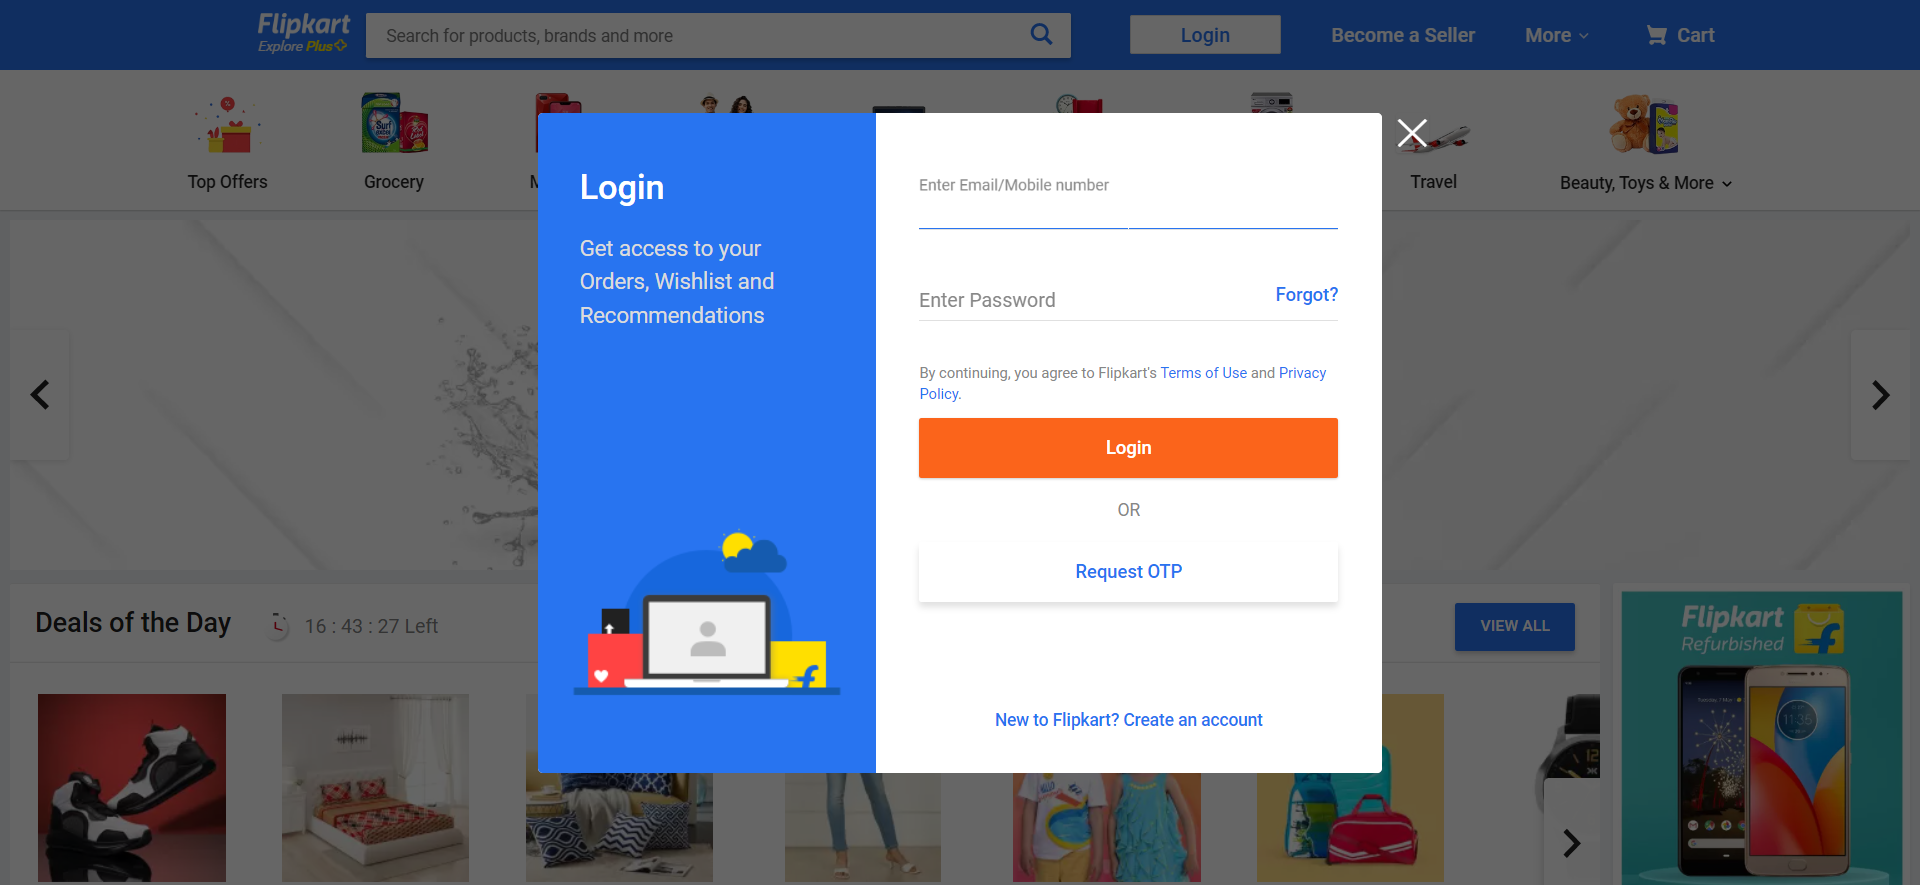 Flipkart
Explore Plus
Search for products, brands and more
Login
Become a Seller
More
Cart
Top Offers
Grocery
M
Travel
Beauty, Toys & More
Login
Get access to your
Orders, Wishlist and
Recommendations
Enter Email/Mobile number
Enter Password
Forgot?
By continuing, you agree to Flipkart's Terms of Use and Privacy
Policy.
Login
OR
Request OTP
New to Flipkart? Create an account
Deals of the Day
16 : 43 : 27 Left
VIEW ALL
Flipkart
Refurbished
11:35